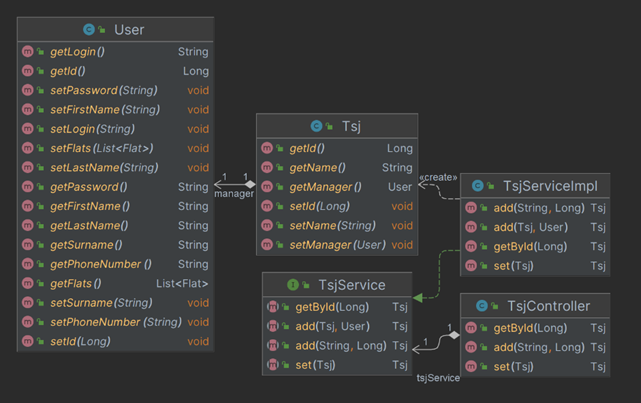 User
getLogin() String
getId() Long
setPassword(String) void
setFirstName(String) void
setLogin(String) void
setFlats(List<Flat>) void
setLastName(String) void
getPassword() String
getFirstName() String
getLastName() String
getSurname() String
getPhoneNumber () String
getFlats() List<Flat>
setSurname(String) void
setPhoneNumber (String) void
setId(Long) void
1 1
manager
Tsj
getId() Long
getName() String
getManager() User
setId(Long) void
setName(String) void
setManager(User) void
«create»
TsjServiceImpl
add(String, Long) Tsj
add(Tsj, User) Tsj
getById(Long) Tsj
set(Tsj) Tsj
TsjService
getById(Long) Tsj
add(Tsj, User) Tsj
add(String, Long) Tsj
set(Tsj) Tsj
TsjController
getById(Long) Tsj
add(String, Long) Tsj
set(Tsj) Tsj
1
1
tsjService